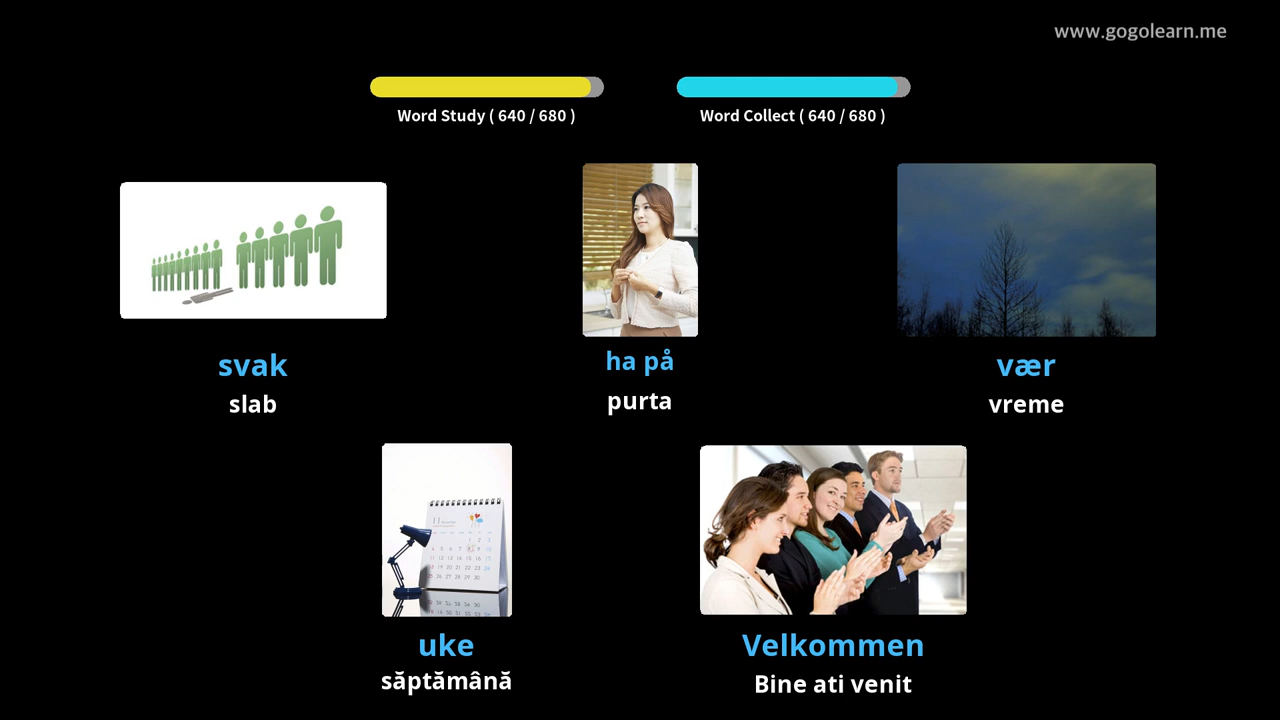 www.gogolearn.me
Word Study ( 640 / 680 )
Word Collect ( 640 / 680 )
svak
slab
ha på
purta
vær
vreme
uke
săptămână
Velkommen
Bine ati venit